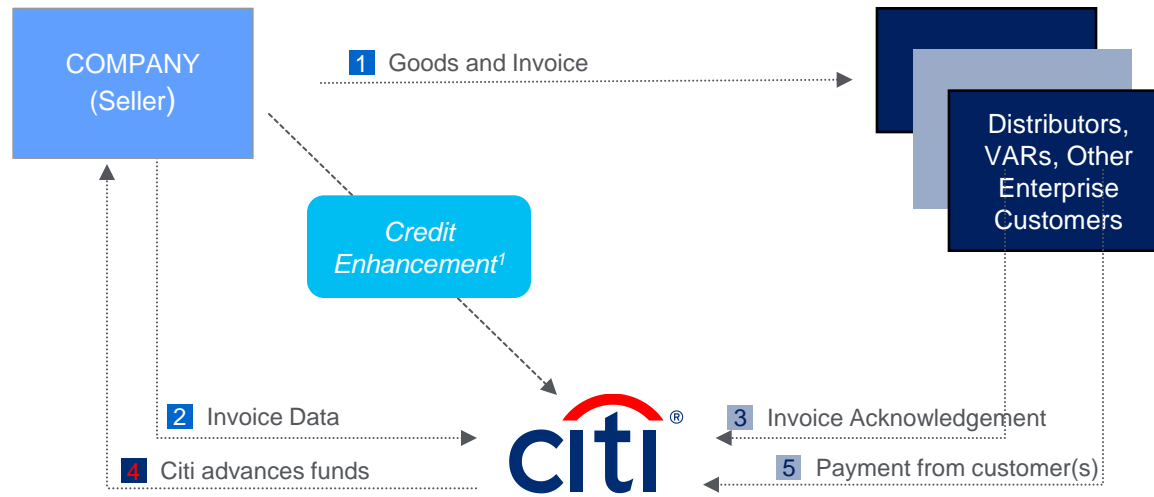 COMPANY
(Seller)
1 Goods and Invoice
Distributors,
VARs, Other
Enterprise
Customers
Credit
Enhancement¹
2 Invoice Data
citi®
3 Invoice Acknowledgement
4 Citi advances funds
5 Payment from customer(s)